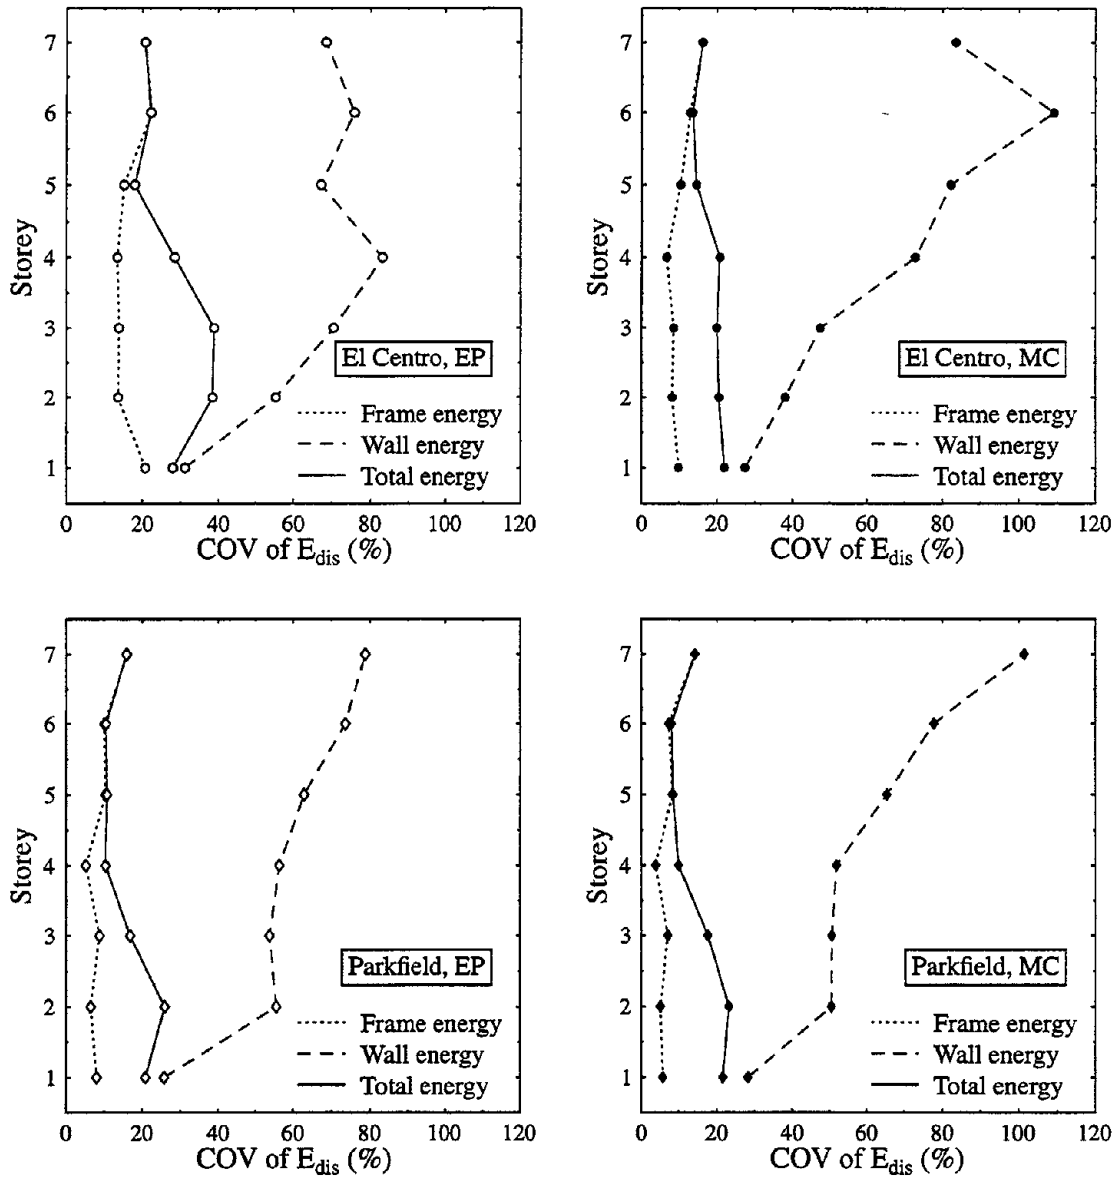 7
6
5
4
3
2
1
Storey
El Centro, EP
Frame energy
Wall energy
Total energy
0 20 40 60 80 100 120
COV of Edis (%)
7
6
5
4
3
2
1
Storey
El Centro, MC
Frame energy
Wall energy
Total energy
0 20 40 60 80 100 120
COV of Edis (%)
7
6
5
4
3
2
1
Storey
Parkfield, EP
Frame energy
Wall energy
Total energy
0 20 40 60 80 100 120
COV of Edis (%)
7
6
5
4
3
2
1
Storey
Parkfield, MC
Frame energy
Wall energy
Total energy
0 20 40 60 80 100 120
COV of Edis (%)